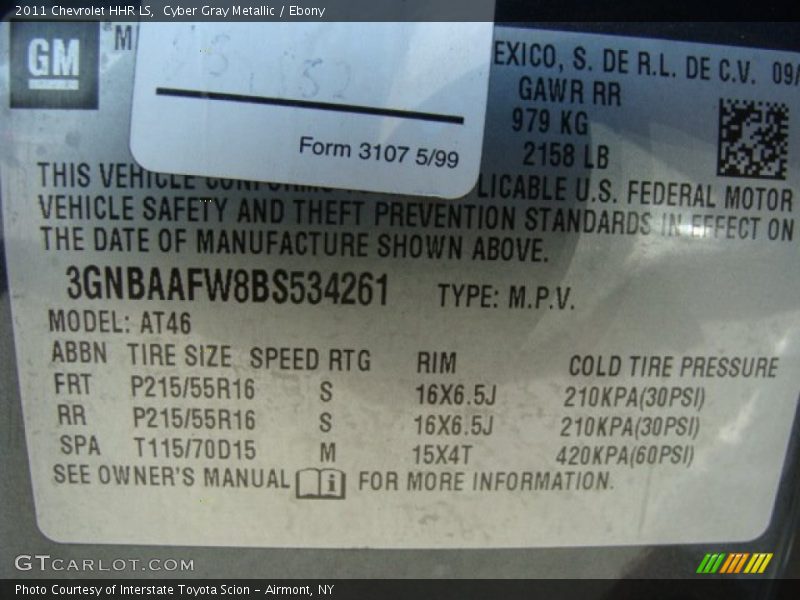 2011 Chevrolet HHR LS, Cyber Gray Metallic / Ebony
GM
M
EXICO, S. DE R.L. DE C.V. 09/
GAWR RR
979 KG
2158 LB
Form 3107 5/99
THIS VEHICLE CONFORMS LICABLE U.S. FEDERAL MOTOR
VEHICLE SAFETY AND THEFT PREVENTION STANDARDS IN EFFECT ON
THE DATE OF MANUFACTURE SHOWN ABOVE.
3GNBAAFW8BS534261 TYPE: M.P.V.
MODEL: AT46
ABBN TIRE SIZE SPEED RTG RIM COLD TIRE PRESSURE
FRT P215/55R16 S 16X6.5J 210KPA(30PSI)
RR P215/55R16 S 16X6.5J 210KPA(30PSI)
SPA T115/70D15 M 15X4T 420KPA(60PSI)
SEE OWNER'S MANUAL i FOR MORE INFORMATION.
GTCARLOT.COM
Photo Courtesy of Interstate Toyota Scion - Airmont, NY